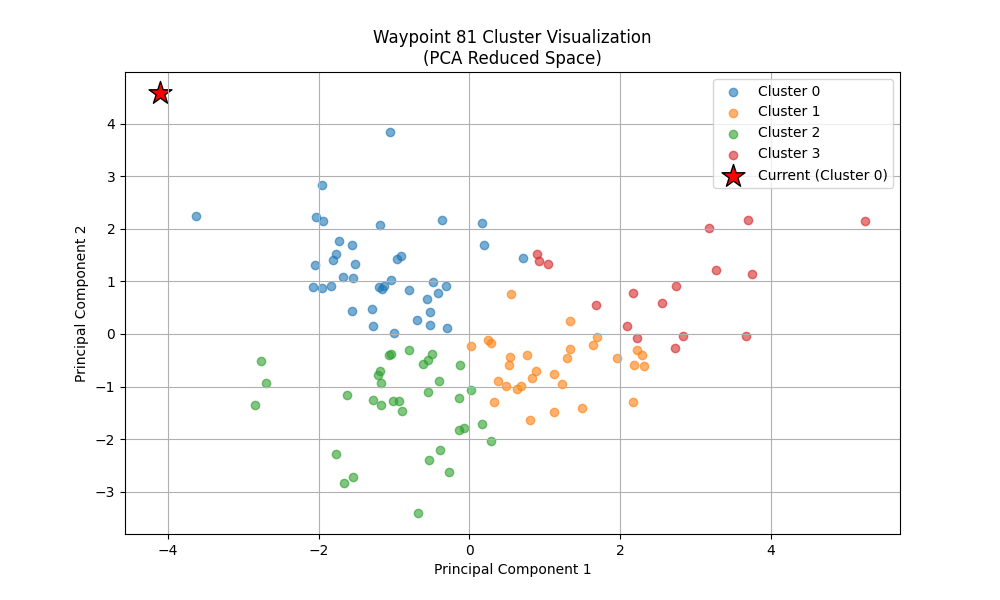 Waypoint 81 Cluster Visualization
(PCA Reduced Space)
Cluster 0
Cluster 1
Cluster 2
Cluster 3
Current (Cluster 0)
Principal Component 2
4
3
2
1
0
−1
−2
−3
−4
−2
0
2
4
Principal Component 1